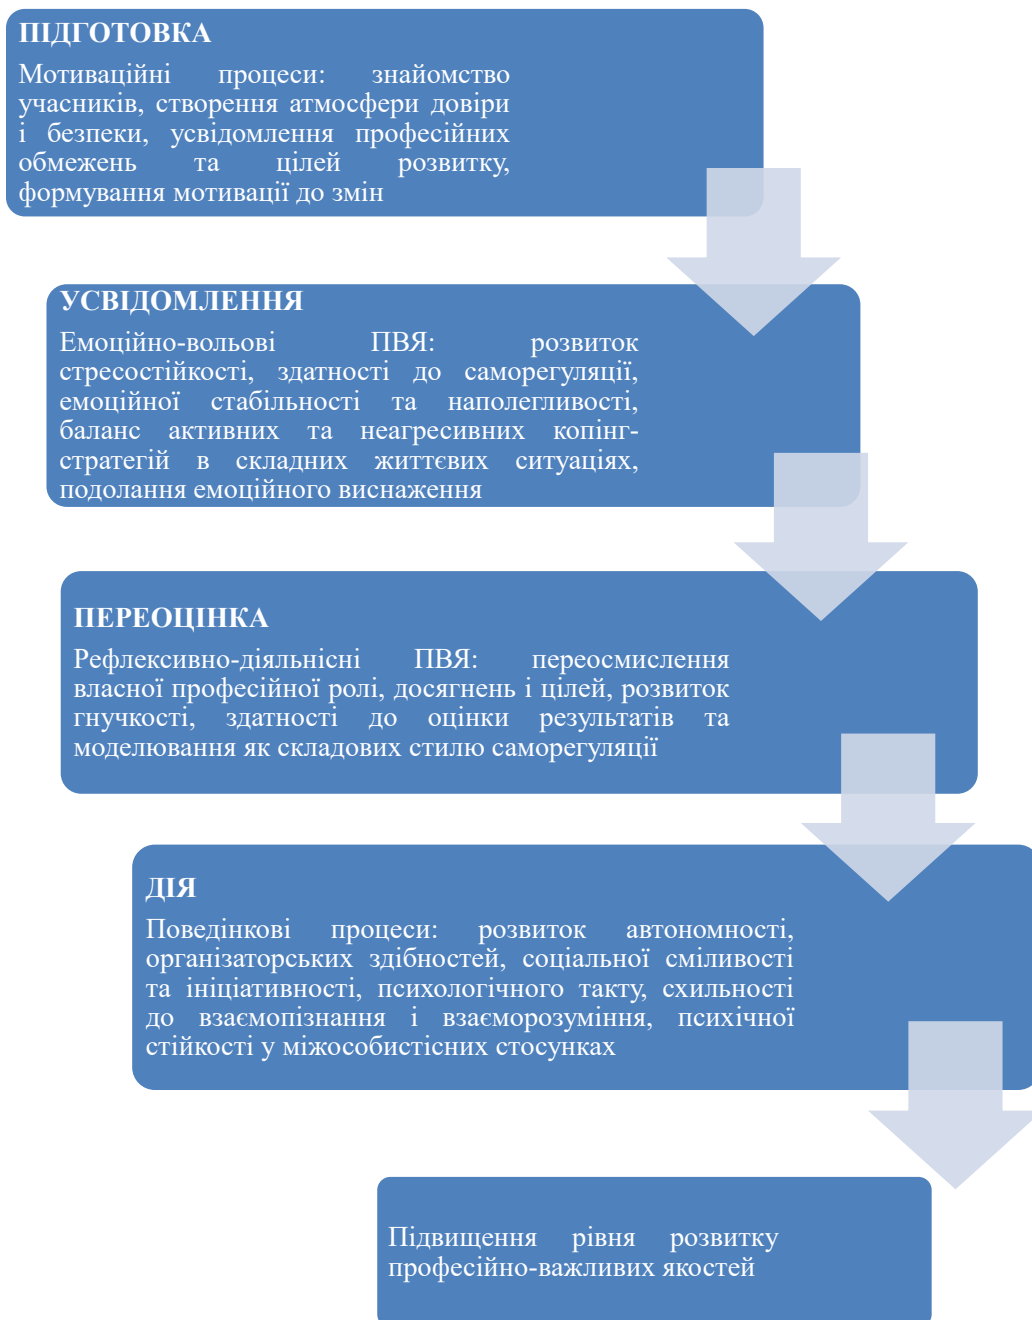 ПІДГОТОВКА
Мотиваційні процеси: знайомство
учасників, створення атмосфери довіри
і безпеки, усвідомлення професійних
обмежень та цілей розвитку,
формування мотивації до змін
УСВІДОМЛЕННЯ
Емоційно-вольові ПВЯ: розвиток
стресостійкості, здатності до саморегуляції,
емоційної стабільності та наполегливості,
баланс активних та неагресивних копінг-
стратегій в складних життєвих ситуаціях,
подолання емоційного виснаження
ПЕРЕОЦІНКА
Рефлексивно-діяльнісні ПВЯ: переосмислення
власної професійної ролі, досягнень і цілей, розвиток
гнучкості, здатності до оцінки результатів та
моделювання як складових стилю саморегуляції
ДІЯ
Поведінкові процеси: розвиток автономності,
організаторських здібностей, соціальної сміливості
та ініціативності, психологічного такту, схильності
до взаємопізнання і взаєморозуміння, психічної
стійкості у міжособистісних стосунках
Підвищення рівня розвитку
професійно-важливих якостей